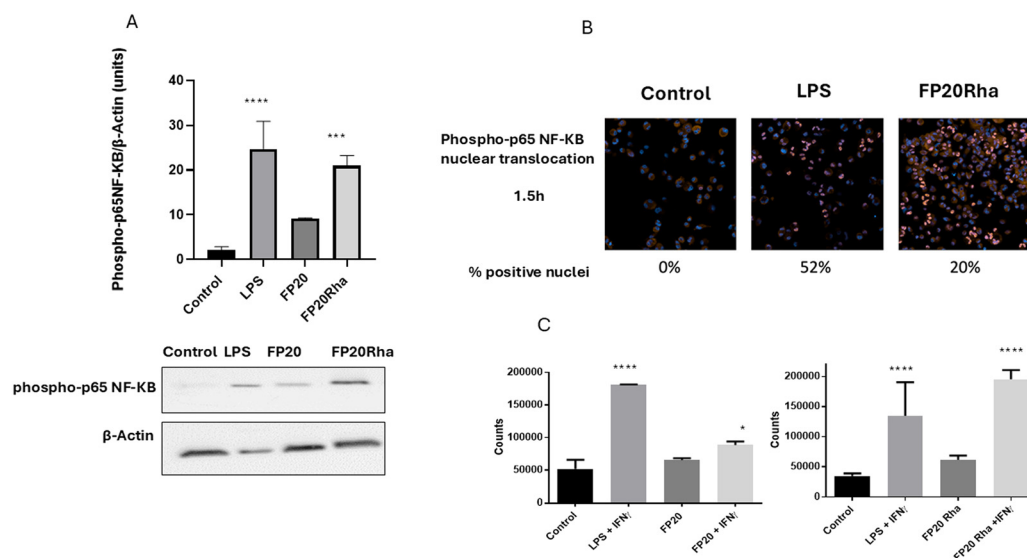 A
Phospho-p65NF-KB/β-Actin (units)
40
30
20
10
0
****
***
Control
LPS
FP20
FP20Rha
Control LPS FP20 FP20Rha
phospho-p65 NF-KB
β-Actin
B
Control LPS FP20Rha
Phospho-p65 NF-KB
nuclear translocation
1.5h
% positive nuclei 0% 52% 20%
C
Counts
200000
150000
100000
50000
0
****
*
Control
LPS + IFNγ
FP20
FP20 + IFNγ
Counts
200000
150000
100000
50000
0
****
****
Control
LPS + IFNγ
FP20 Rha
FP20 Rha +IFNγ